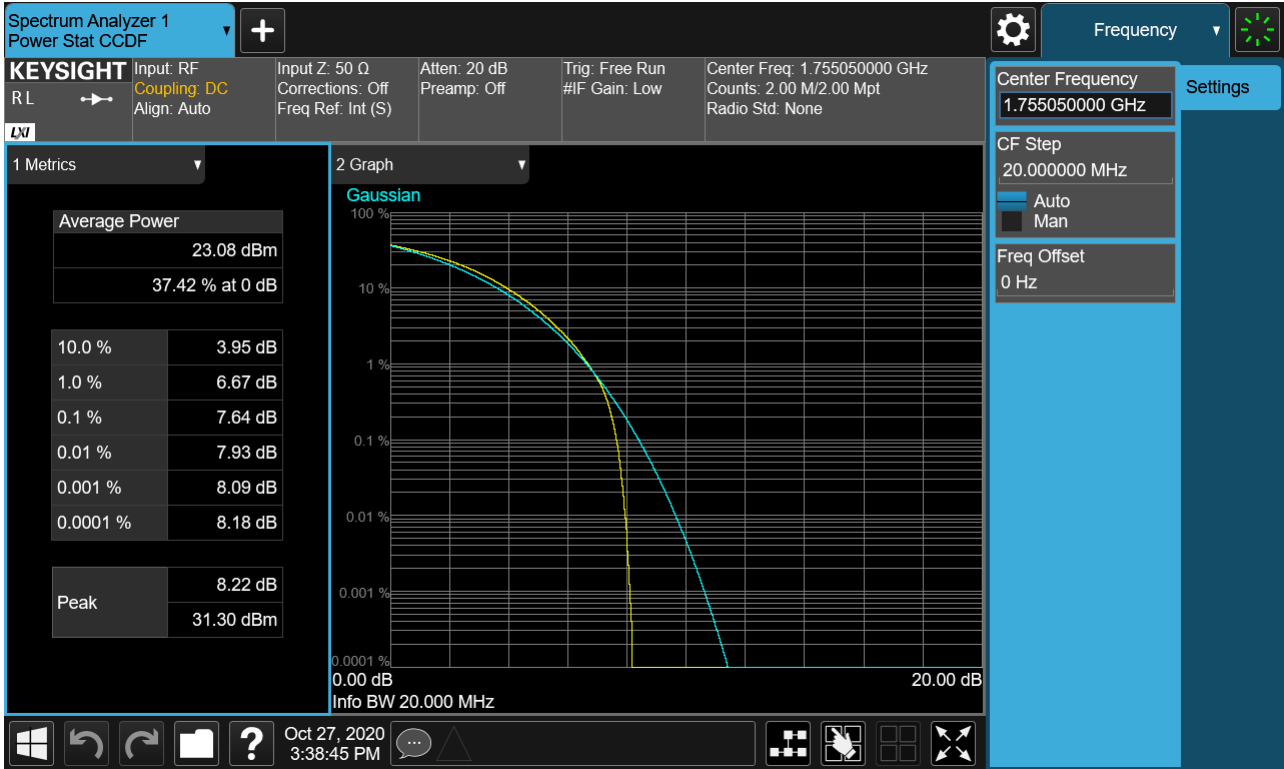 Spectrum Analyzer 1
Power Stat CCDF
Frequency
KEYSIGHT
R L
LXI
Input: RF
Coupling: DC
Align: Auto
Input Z: 50 Ω
Corrections: Off
Freq Ref: Int (S)
Atten: 20 dB
Preamp: Off
Trig: Free Run
#IF Gain: Low
Center Freq: 1.755050000 GHz
Counts: 2.00 M/2.00 Mpt
Radio Std: None
Center Frequency
1.755050000 GHz
Settings
CF Step
20.000000 MHz
Auto
Man
Freq Offset
0 Hz
1 Metrics
Average Power
23.08 dBm
37.42 % at 0 dB
10.0 % 3.95 dB
1.0 % 6.67 dB
0.1 % 7.64 dB
0.01 % 7.93 dB
0.001 % 8.09 dB
0.0001 % 8.18 dB
Peak
8.22 dB
31.30 dBm
2 Graph
Gaussian
100 %
10 %
1 %
0.1 %
0.01 %
0.001 %
0.0001 %
0.00 dB 20.00 dB
Info BW 20.000 MHz
?
Oct 27, 2020
3:38:45 PM